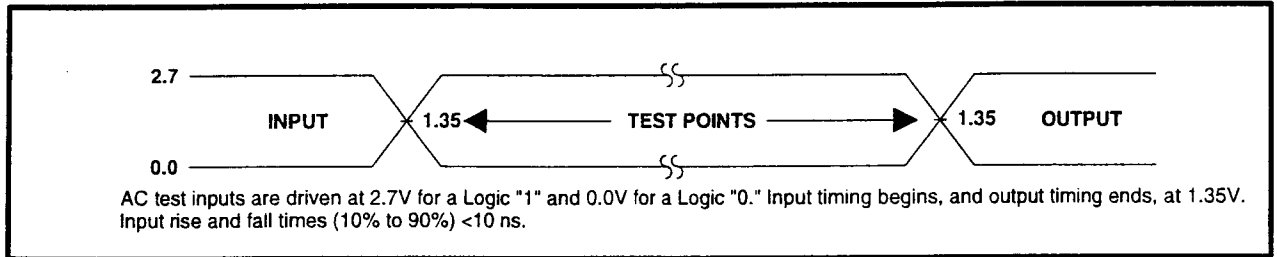 2.7
INPUT 1.35 TEST POINTS 1.35 OUTPUT
0.0
AC test inputs are driven at 2.7V for a Logic "1" and 0.0V for a Logic "0." Input timing begins, and output timing ends, at 1.35V.
Input rise and fall times (10% to 90%) <10 ns.